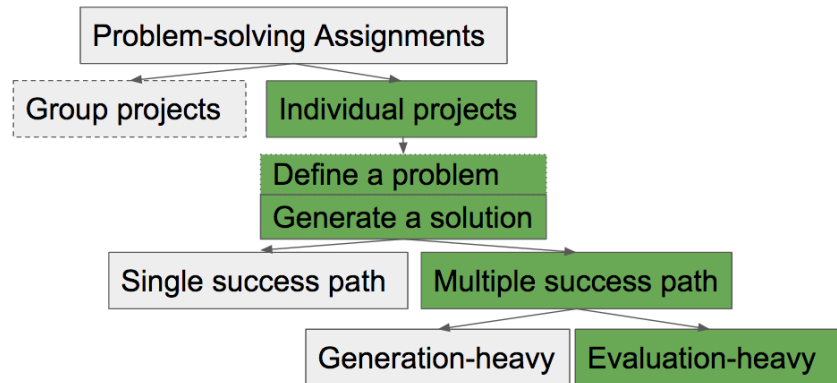 Problem-solving Assignments
Group projects
Individual projects
Define a problem
Generate a solution
Single success path
Multiple success path
Generation-heavy
Evaluation-heavy